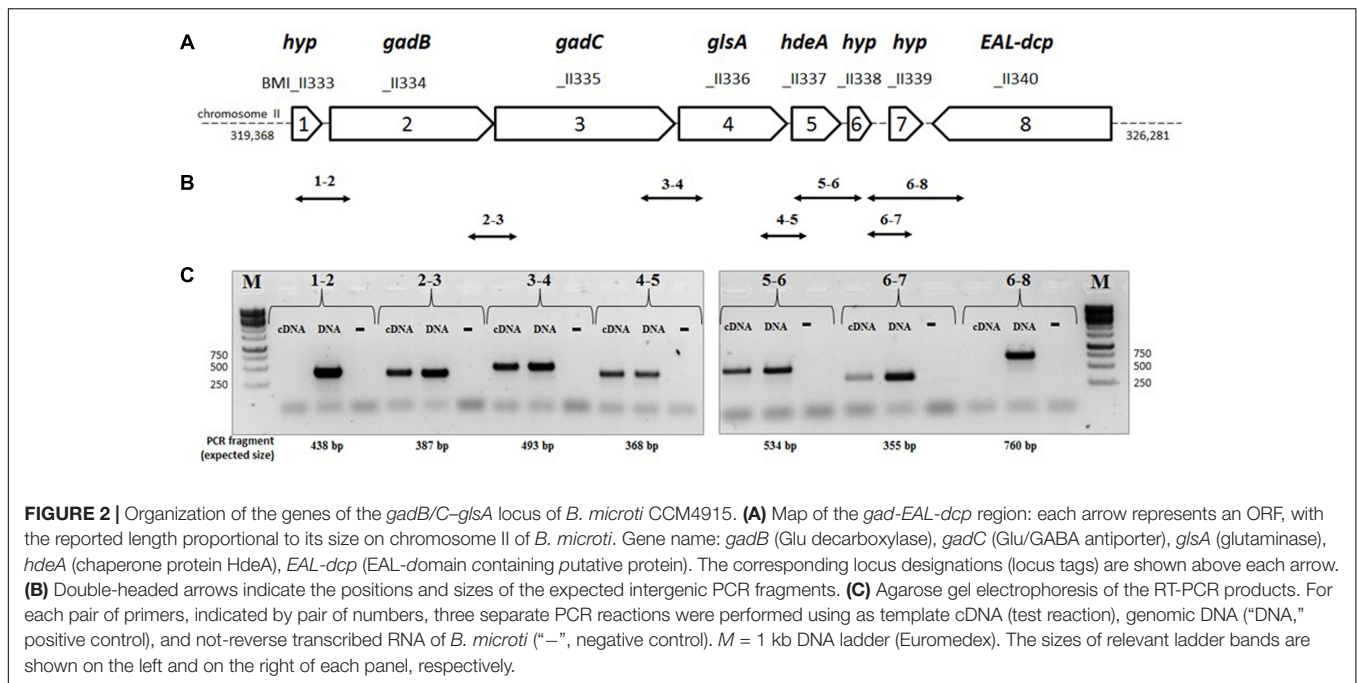 A hyp gadB gadC glsA hdeA hyp hyp EAL-dcp
BMI_II333 _II334 _II335 _II336 _II337 _II338 _II339 _II340
chromosome II 1 2 3 4 5 6 7 8
319,368 326,281
B 1-2 3-4 5-6 6-8
2-3 4-5 6-7
C
M 1-2 2-3 3-4 4-5 5-6 6-7 6-8 M
cDNA DNA - cDNA DNA - cDNA DNA - cDNA DNA - cDNA DNA - cDNA DNA - cDNA DNA -
750 750
500 500
250 250
PCR fragment
(expected size) 438 bp 387 bp 493 bp 368 bp 534 bp 355 bp 760 bp
FIGURE 2 | Organization of the genes of the gadB/C–glsA locus of B. microti CCM4915. (A) Map of the gad-EAL-dcp region: each arrow represents an ORF, with
the reported length proportional to its size on chromosome II of B. microti. Gene name: gadB (Glu decarboxylase), gadC (Glu/GABA antiporter), glsA (glutaminase),
hdeA (chaperone protein HdeA), EAL-dcp (EAL-domain containing putative protein). The corresponding locus designations (locus tags) are shown above each arrow.
(B) Double-headed arrows indicate the positions and sizes of the expected intergenic PCR fragments. (C) Agarose gel electrophoresis of the RT-PCR products. For
each pair of primers, indicated by pair of numbers, three separate PCR reactions were performed using as template cDNA (test reaction), genomic DNA (“DNA,”
positive control), and not-reverse transcribed RNA of B. microti (“−”, negative control). M = 1 kb DNA ladder (Euromedex). The sizes of relevant ladder bands are
shown on the left and on the right of each panel, respectively.